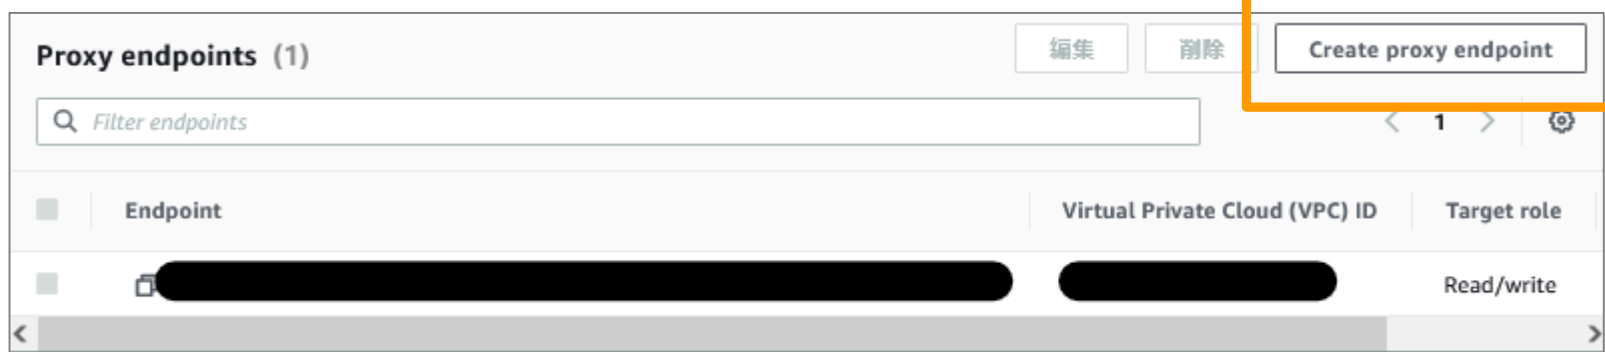 Proxy endpoints (1) 編集 削除 Create proxy endpoint
Filter endpoints 1
Endpoint Virtual Private Cloud (VPC) ID Target role
Read/write